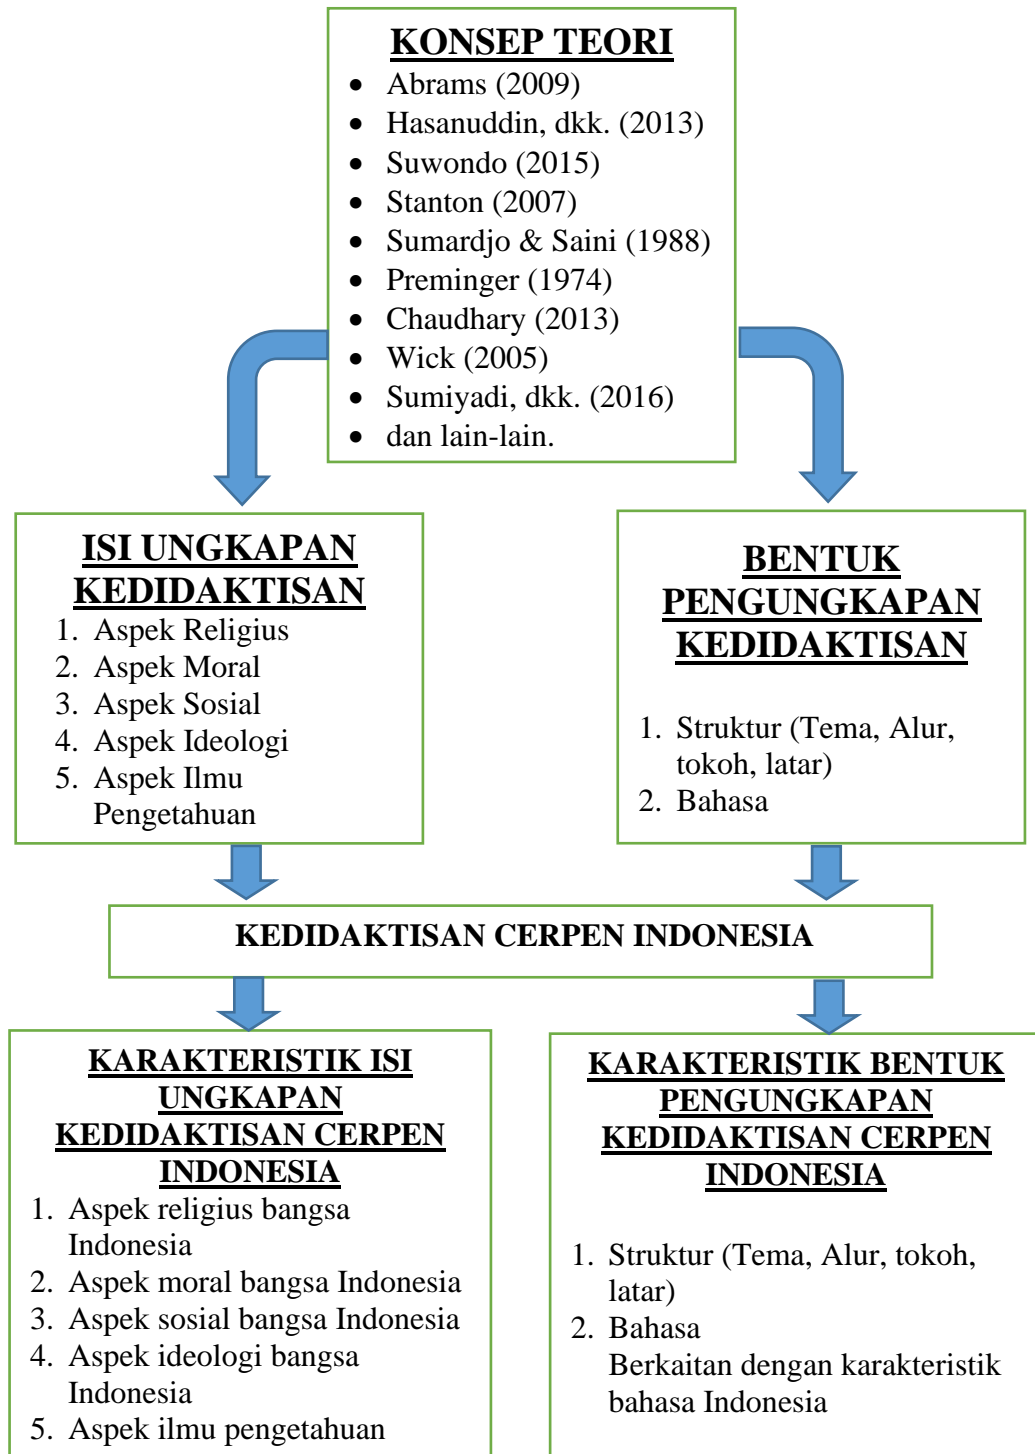 KONSEP TEORI
• Abrams (2009)
• Hasanuddin, dkk. (2013)
• Suwondo (2015)
• Stanton (2007)
• Sumardjo & Saini (1988)
• Preminger (1974)
• Chaudhary (2013)
• Wick (2005)
• Sumiyadi, dkk. (2016)
• dan lain-lain.
ISI UNGKAPAN
KEDIDAKTISAN
1. Aspek Religius
2. Aspek Moral
3. Aspek Sosial
4. Aspek Ideologi
5. Aspek Ilmu
Pengetahuan
BENTUK
PENGUNGKAPAN
KEDIDAKTISAN
1. Struktur (Tema, Alur,
tokoh, latar)
2. Bahasa
KEDIDAKTISAN CERPEN INDONESIA
KARAKTERISTIK ISI
UNGKAPAN
KEDIDAKTISAN CERPEN
INDONESIA
1. Aspek religius bangsa
Indonesia
2. Aspek moral bangsa Indonesia
3. Aspek sosial bangsa Indonesia
4. Aspek ideologi bangsa
Indonesia
5. Aspek ilmu pengetahuan
KARAKTERISTIK BENTUK
PENGUNGKAPAN
KEDIDAKTISAN CERPEN
INDONESIA
1. Struktur (Tema, Alur, tokoh,
latar)
2. Bahasa
Berkaitan dengan karakteristik
bahasa Indonesia